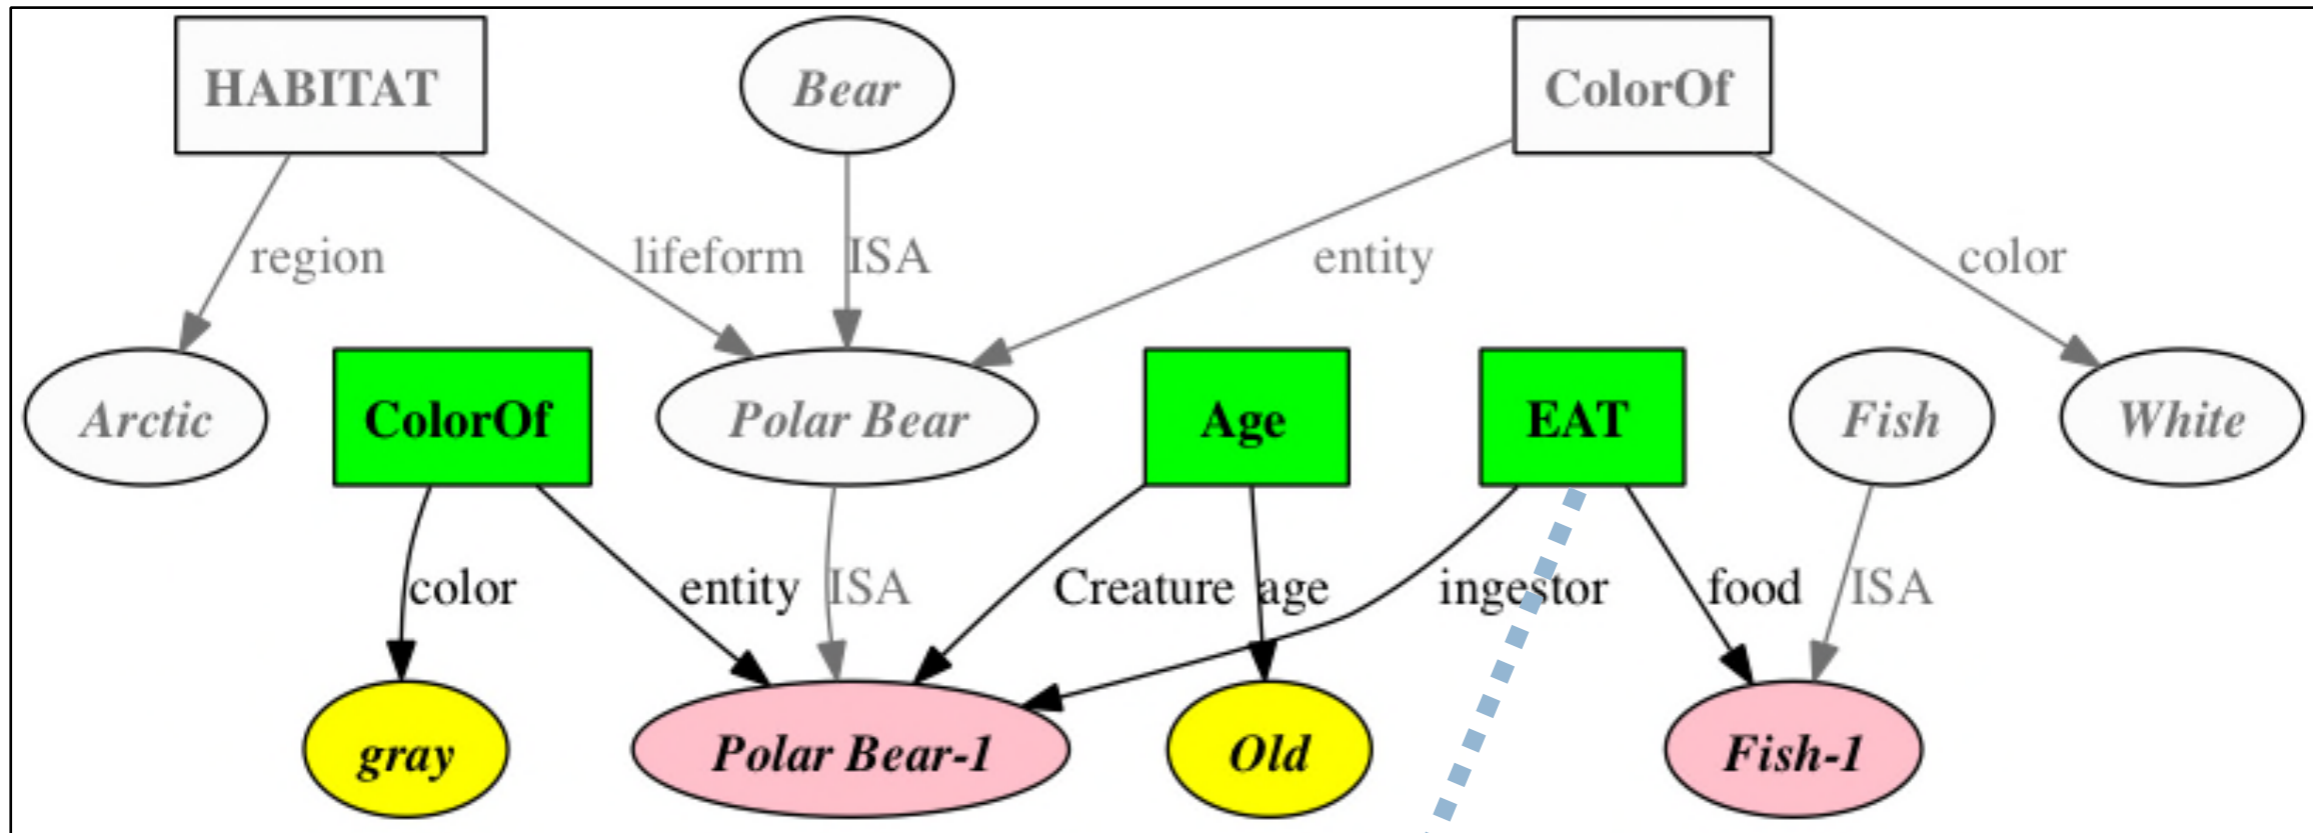 HABITAT
Bear
ColorOf
region
lifeform
ISA
entity
color
Arctic
ColorOf
Polar Bear
Age
EAT
Fish
White
color
entity
ISA
Creature
age
ingestor
food
ISA
gray
Polar Bear-1
Old
Fish-1